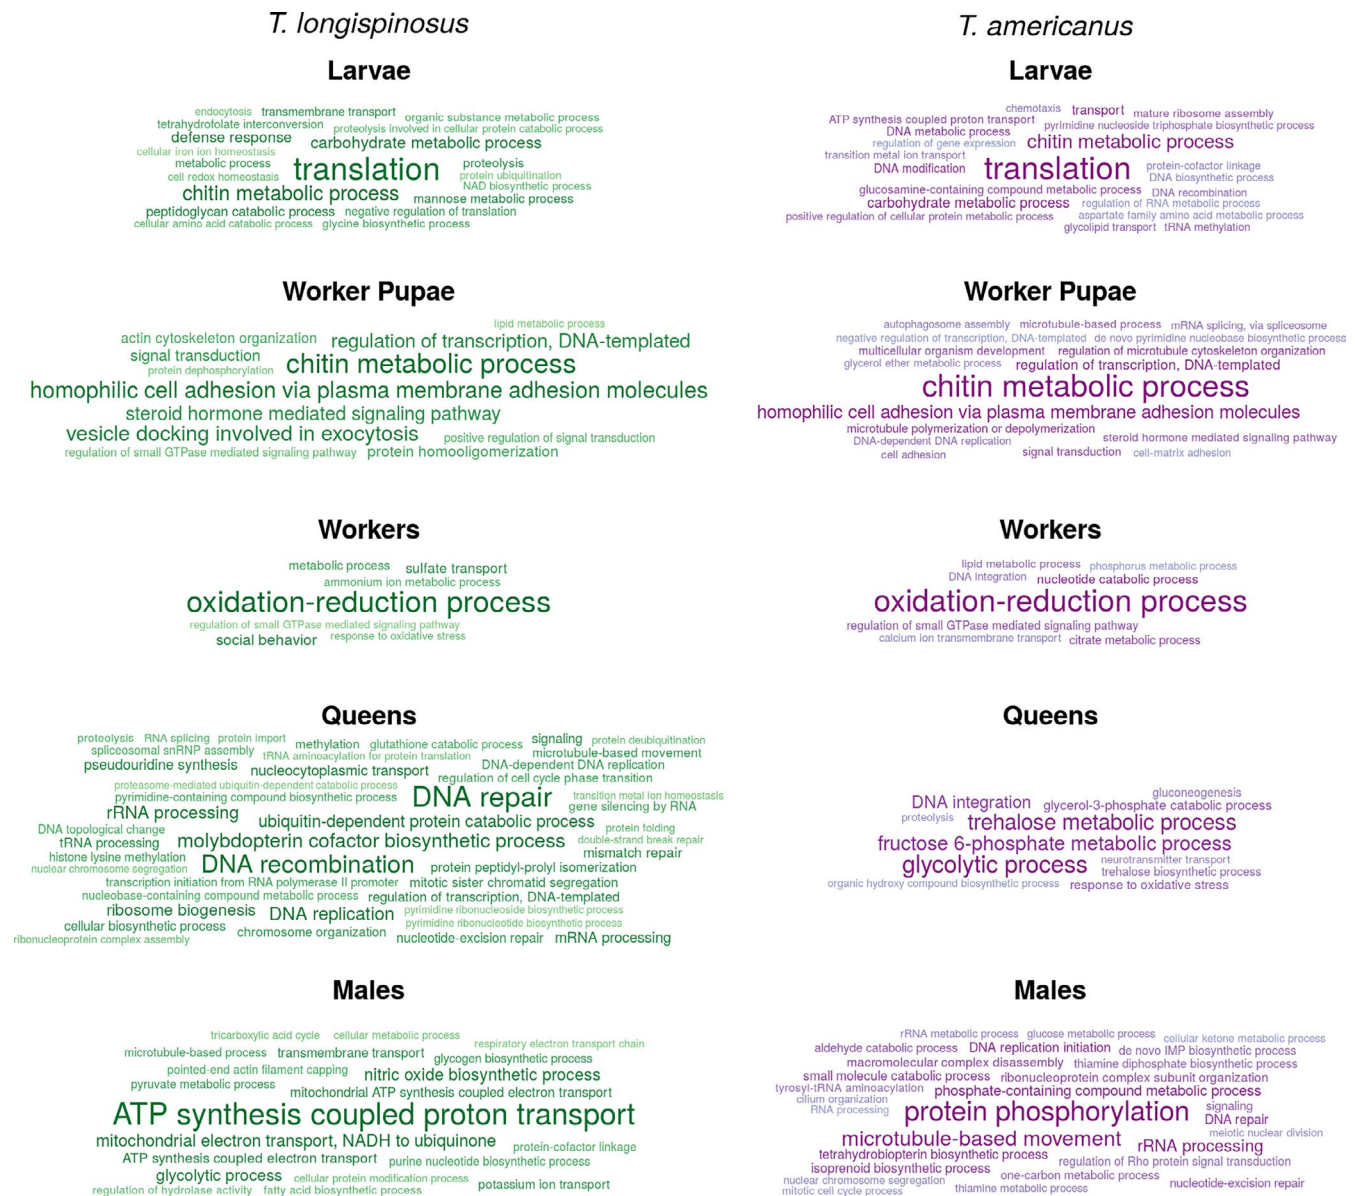 T. longispinosus
T. americanus
Larvae
endocytosis transmembrane transport
organic substance metabolic process
tetrahydrofolate interconversion
proteolysis involved in cellular protein catabolic process
defense response
carbohydrate metabolic process
cellular iron ion homeostasis
metabolic process
translation
proteolysis
cell redox homeostasis
protein ubiquitination
NAD biosynthetic process
chitin metabolic process
mannose metabolic process
peptidoglycan catabolic process negative regulation of translation
cellular amino acid catabolic process glycine biosynthetic process
Larvae
chemotaxis transport mature ribosome assembly
ATP synthesis coupled proton transport
pyrimidine nucleoside triphosphate biosynthetic process
DNA metabolic process
regulation of gene expression
chitin metabolic process
transition metal ion transport
DNA modification
translation
protein-cofactor linkage
DNA biosynthetic process
glucosamine-containing compound metabolic process DNA recombination
carbohydrate metabolic process regulation of RNA metabolic process
positive regulation of cellular protein metabolic process aspartate family amino acid metabolic process
glycolipid transport tRNA methylation
Worker Pupae
lipid metabolic process
actin cytoskeleton organization regulation of transcription, DNA-templated
signal transduction
protein dephosphorylation
chitin metabolic process
homophilic cell adhesion via plasma membrane adhesion molecules
steroid hormone mediated signaling pathway
vesicle docking involved in exocytosis positive regulation of signal transduction
regulation of small GTPase mediated signaling pathway protein homooligomerization
Worker Pupae
autophagosome assembly microtubule-based process mRNA splicing, via spliceosome
negative regulation of transcription, DNA-templated de novo pyrimidine nucleobase biosynthetic process
multicellular organism development regulation of microtubule cytoskeleton organization
glycerol ether metabolic process regulation of transcription, DNA-templated
chitin metabolic process
homophilic cell adhesion via plasma membrane adhesion molecules
microtubule polymerization or depolymerization
DNA-dependent DNA replication steroid hormone mediated signaling pathway
cell adhesion signal transduction cell-matrix adhesion
Workers
metabolic process sulfate transport
ammonium ion metabolic process
oxidation-reduction process
regulation of small GTPase mediated signaling pathway
social behavior response to oxidative stress
Workers
lipid metabolic process phosphorus metabolic process
DNA integration nucleotide catabolic process
oxidation-reduction process
regulation of small GTPase mediated signaling pathway
calcium ion transmembrane transport citrate metabolic process
Queens
proteolysis RNA splicing protein import methylation glutathione catabolic process signaling protein deubiquitination
spliceosomal snRNP assembly tRNA aminoacylation for protein translation microtubule-based movement
pseudouridine synthesis nucleocytoplasmic transport DNA-dependent DNA replication
regulation of cell cycle phase transition
proteasome-mediated ubiquitin-dependent catabolic process
pyrimidine-containing compound biosynthetic process DNA repair transition metal ion homeostasis
gene silencing by RNA
rRNA processing ubiquitin-dependent protein catabolic process
DNA topological change protein folding
tRNA processing molybdopterin cofactor biosynthetic process double-strand break repair
histone lysine methylation mismatch repair
nuclear chromosome segregation DNA recombination protein peptidyl-prolyl isomerization
transcription initiation from RNA polymerase II promoter mitotic sister chromatid segregation
nucleobase-containing compound metabolic process regulation of transcription, DNA-templated
ribosome biogenesis DNA replication pyrimidine ribonucleoside biosynthetic process
cellular biosynthetic process pyrimidine ribonucleotide biosynthetic process
chromosome organization
ribonucleoprotein complex assembly nucleotide-excision repair mRNA processing
Queens
gluconeogenesis
DNA integration glycerol-3-phosphate catabolic process
proteolysis trehalose metabolic process
fructose 6-phosphate metabolic process
glycolytic process neurotransmitter transport
trehalose biosynthetic process
organic hydroxy compound biosynthetic process response to oxidative stress
Males
tricarboxylic acid cycle cellular metabolic process
respiratory electron transport chain
microtubule-based process transmembrane transport glycogen biosynthetic process
pointed-end actin filament capping nitric oxide biosynthetic process
pyruvate metabolic process
mitochondrial ATP synthesis coupled electron transport
ATP synthesis coupled proton transport
mitochondrial electron transport, NADH to ubiquinone protein-cofactor linkage
ATP synthesis coupled electron transport purine nucleotide biosynthetic process
glycolytic process cellular protein modification process
potassium ion transport
regulation of hydrolase activity fatty acid biosynthetic process
Males
rRNA metabolic process glucose metabolic process cellular ketone metabolic process
aldehyde catabolic process DNA replication initiation de novo IMP biosynthetic process
macromolecular complex disassembly thiamine diphosphate biosynthetic process
small molecule catabolic process ribonucleoprotein complex subunit organization
tyrosyl-tRNA aminoacylation phosphate-containing compound metabolic process
cilium organization
RNA processing protein phosphorylation signaling
DNA repair
meiotic nuclear division
microtubule-based movement rRNA processing
tetrahydrobiopterin biosynthetic process
regulation of Rho protein signal transduction
isoprenoid biosynthetic process
one-carbon metabolic process
nuclear chromosome segregation nucleotide-excision repair
mitotic cell cycle process thiamine metabolic process